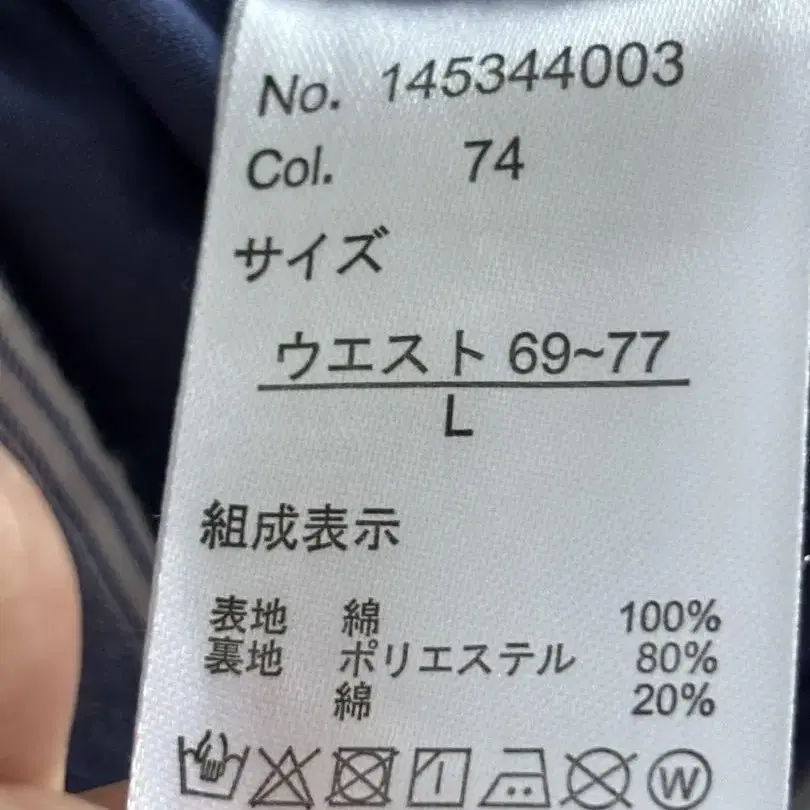 No. 145344003
Col. 74
サイズ
ウエスト 69~77
L
組成表示
表地 綿 100%
裏地 ポリエステル 80%
綿 20%
W